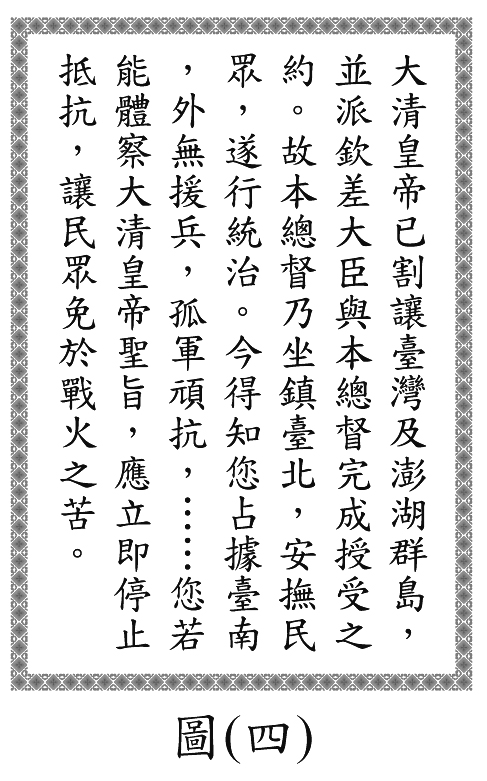 大清皇帝已割讓臺灣及澎湖群島，
並派欽差大臣與本總督完成授受之
約。故本總督乃坐鎮臺北，安撫民
眾，遂行統治。今得知您占據臺南
，外無援兵，孤軍頑抗，……您若
能體察大清皇帝聖旨，應立即停止
抵抗，讓民眾免於戰火之苦。
圖(四)